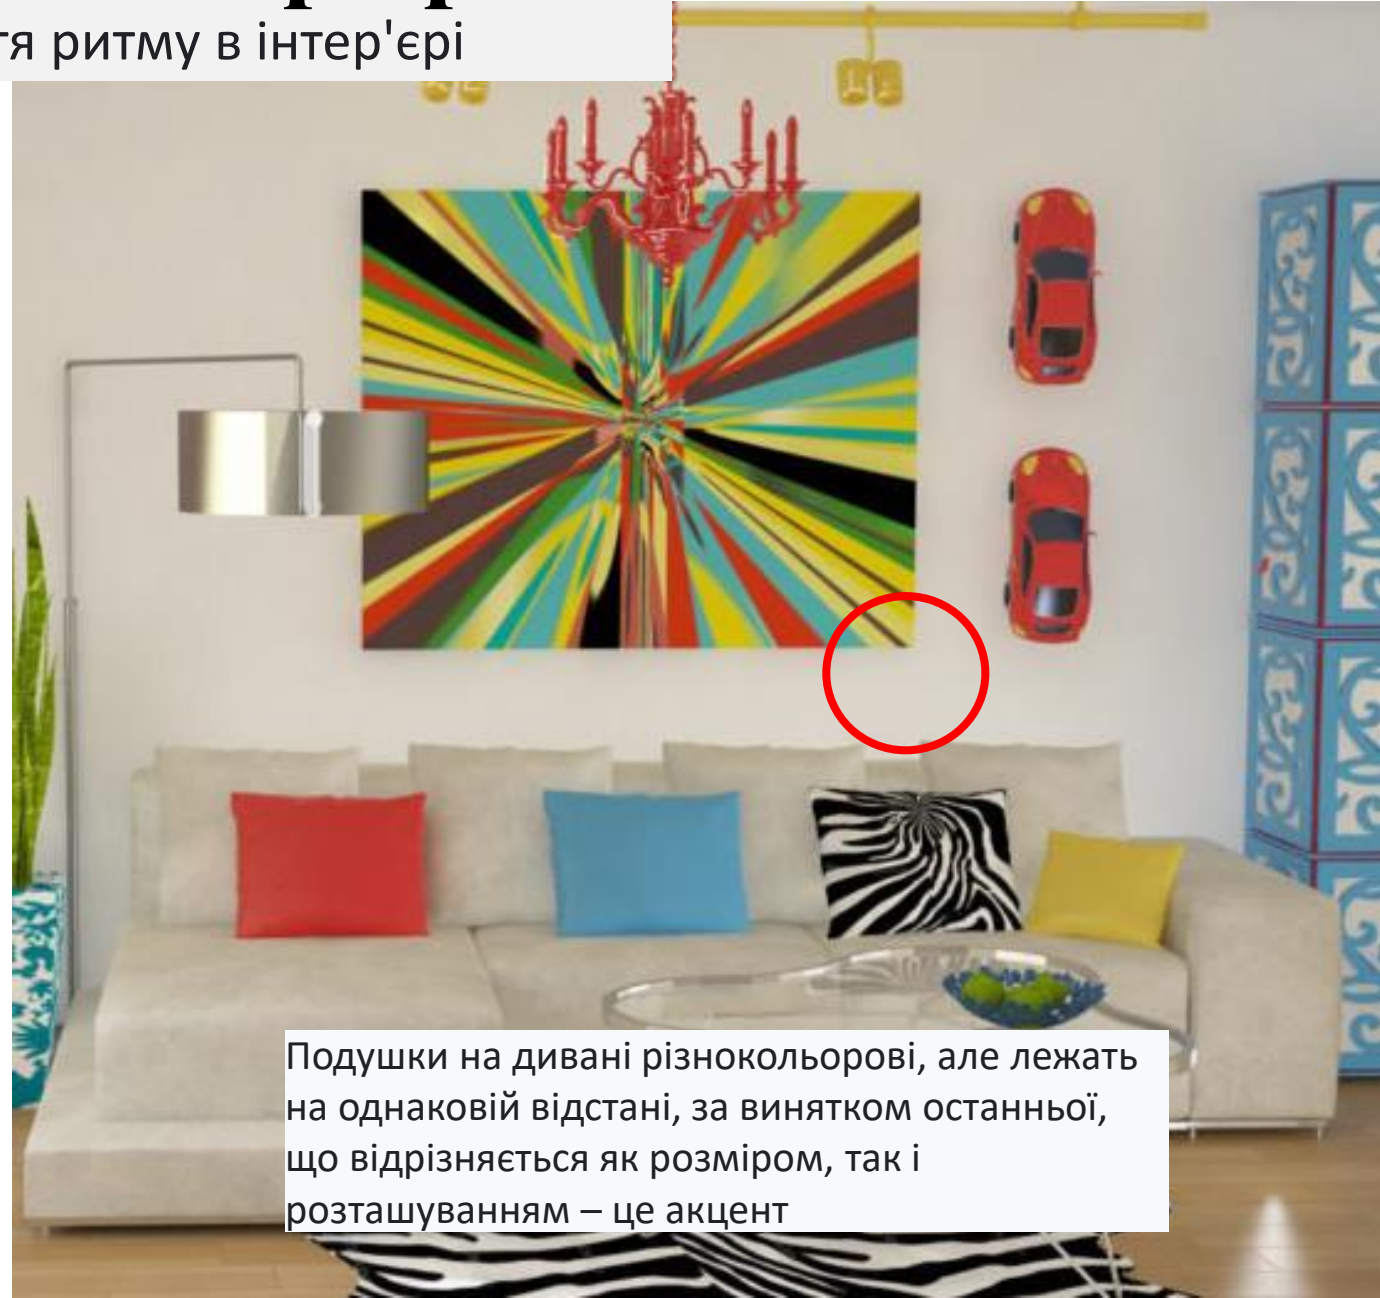 ритму в інтер'єрі
Подушки на дивані різнокольорові, але лежать
на однаковій відстані, за винятком останньої,
що відрізняється як розміром, так і
розташуванням – це акцент